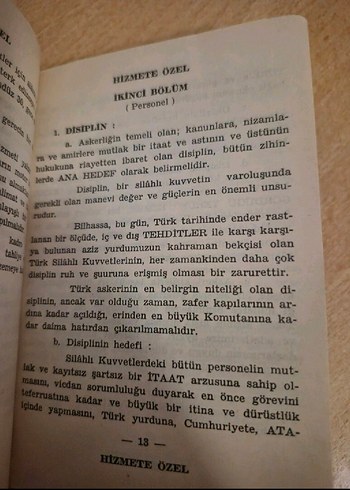 HİZMETE ÖZEL
İKİNCİ BÖLÜM
( Personel )
1. DİSİPLİN :
a. Askerliğin temeli olan; kanunlara, nizamla-
ra ve amirlere mutlak bir itaat ve astının ve üstünün
hukukuna riayetten ibaret olan disiplin, bütün zihin-
lerde ANA HEDEF olarak belirmelidir.
Disiplin, bir silâhlı kuvvetin varoluşunda
gerekli olan manevi değer ve güçlerin en önemli unsu-
rudur.
Bilhassa, bu gün, Türk tarihinde ender rast-
lanan bir ölçüde, iç ve dış TEHDİTLER ile karşı karşı-
ya bulunan aziz yurdumuzun kahraman bekçisi olan
Türk Silâhlı Kuvvetlerinin, her zamankinden daha çok
disiplin ruh ve şuuruna erişmiş olması bir zarurettir.
Türk askerinin en belirgin niteliği olan di-
siplinin, ancak var olduğu zaman, zafer kapılarının ar-
dına kadar açıldığı, erinden en büyük Komutanına ka-
dar daima hatırdan çıkarılmamalıdır.
b. Disiplinin hedefi :
Silâhlı Kuvvetlerdeki bütün personelin mut-
lak ve kayıtsız şartsız bir İTAAT arzusuna sahip ol-
masını, vicdan sorumluluğu duyarak en önce görevini
teferruatına kadar ve büyük bir itina ve dürüstlük
içinde yapmasını, Türk yurduna, Cumhuriyete, ATA-
— 13 —
HİZMETE ÖZEL